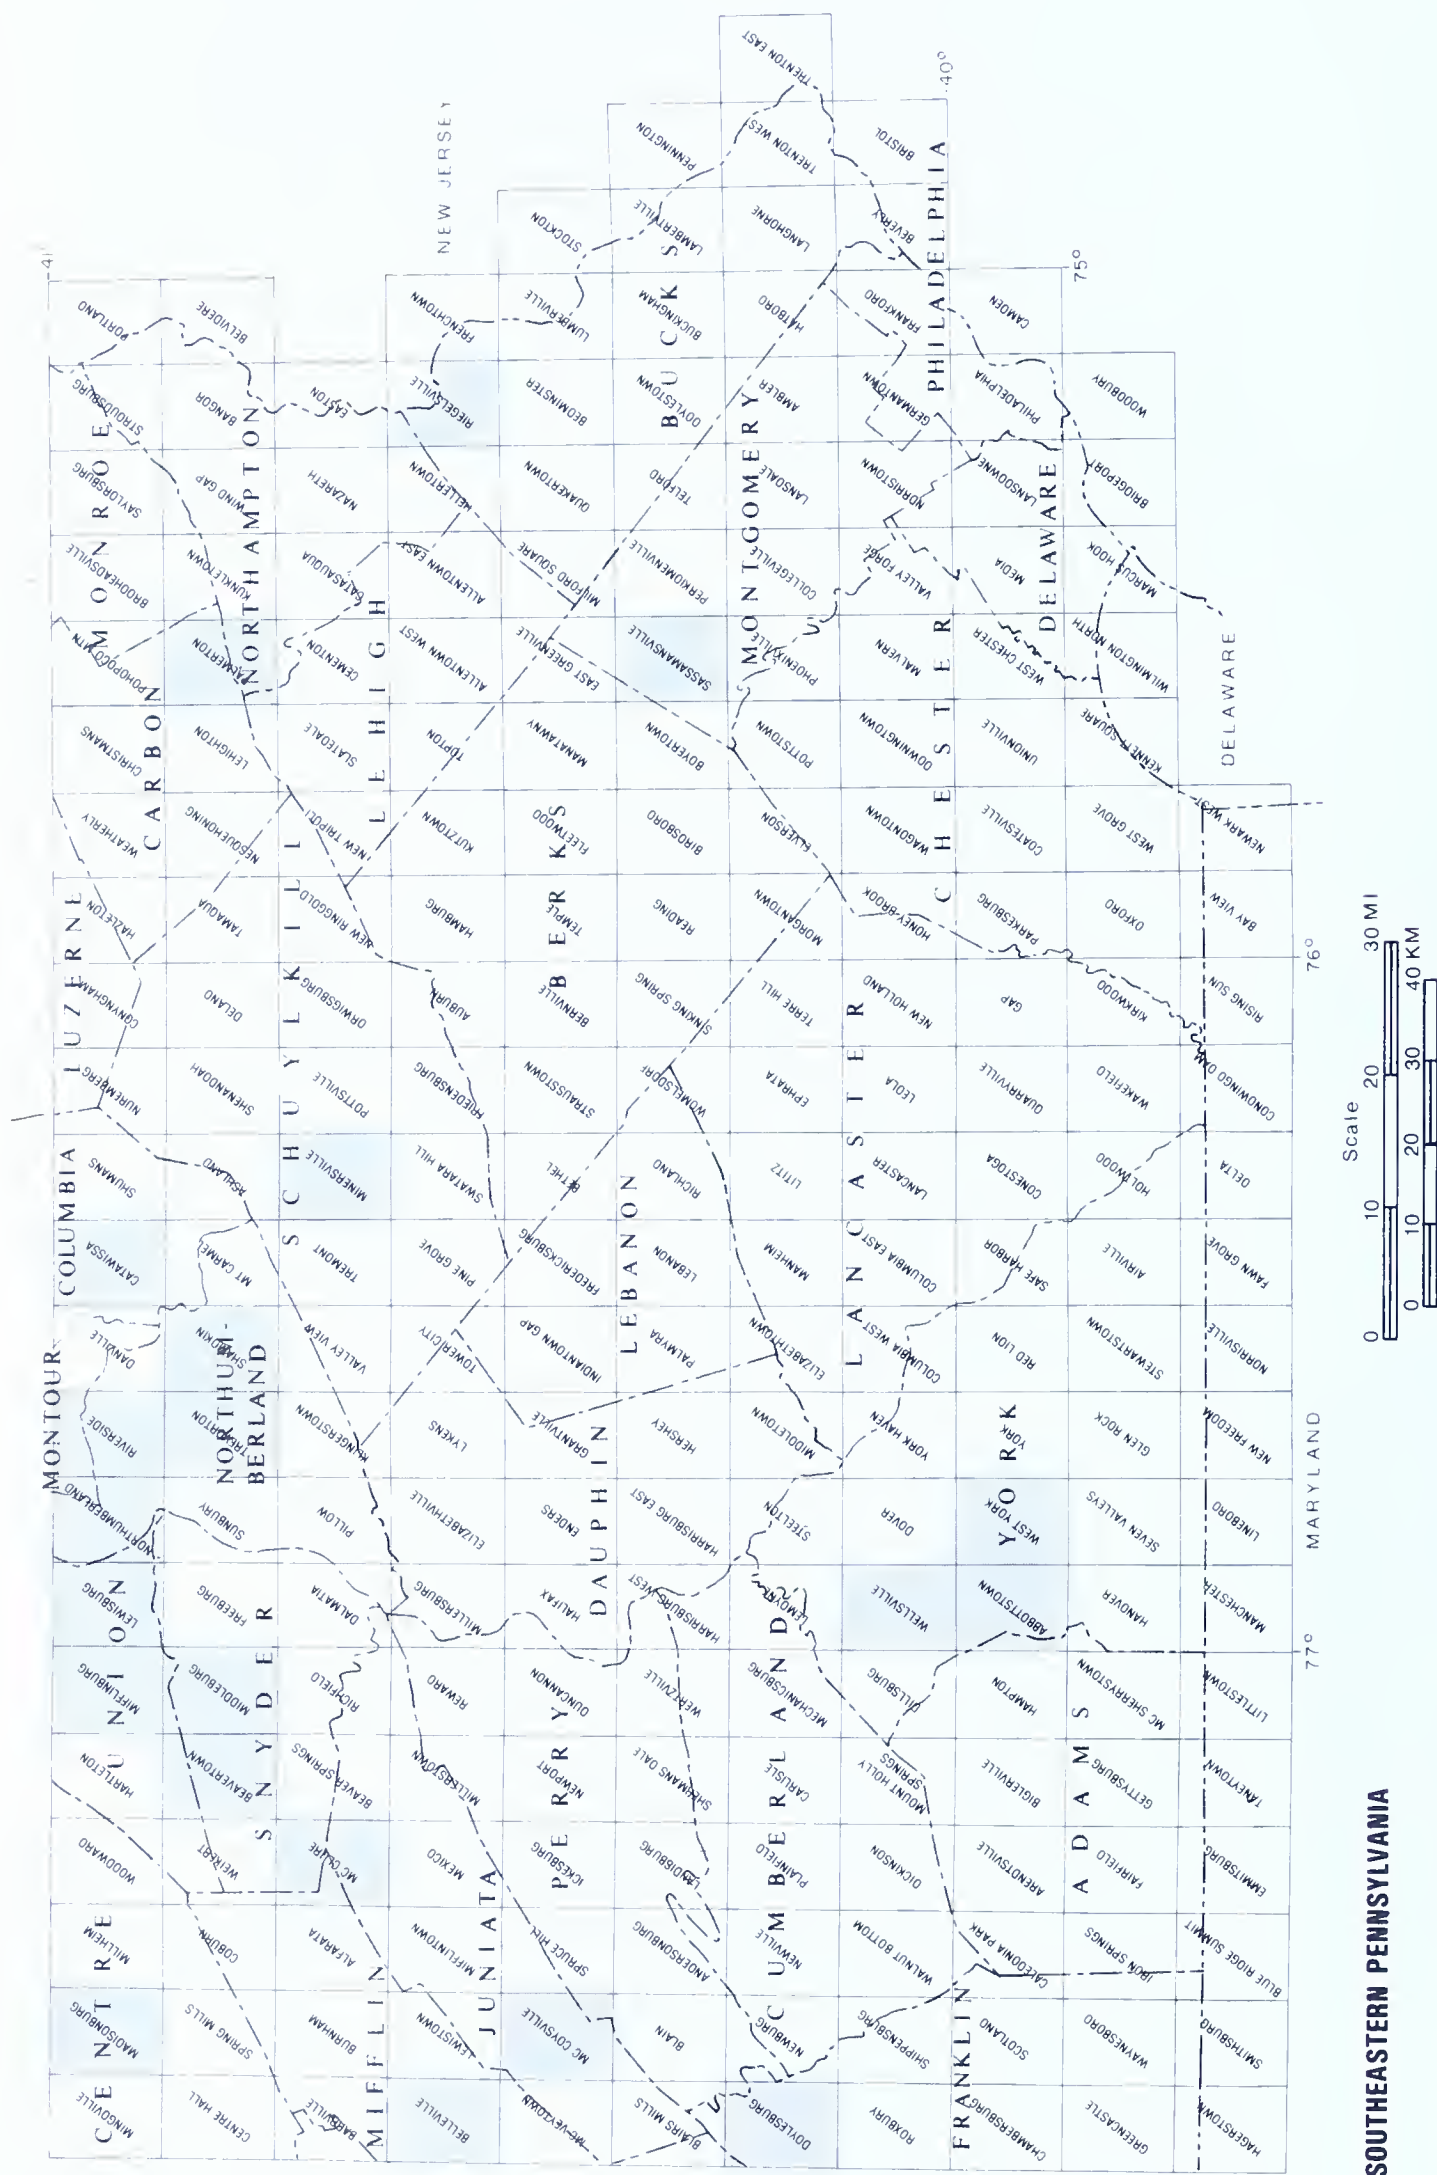 MONTOUR
COLUMBIA
LUZERNE
41
MINGOVILLE
MADISONBURG
MILLHEIM
WOODWARD
HARTLETON
MIFFLINBURG
LEWISBURG
NORTHUMBERLAND
RIVERSIDE
DANVILLE
CATAWISSA
SHUMANS
NUREMBERG
CONYNGHAM
HAZLETON
WEATHERLY
CHRISTMANS
POHOPOCO MTN
BRODHEADSVILLE
SAYLORSBURG
STROUDSBURG
PORTLAND
CENTRE
UNION
MONROE
CARBON
CENTRE HALL
SPRING MILLS
COBURN
WEIKERT
BEAVERTOWN
MIDDLEBURG
FREEBURG
SUNBURY
TREVORTON
SHAMOKIN
MT CARMEL
ASHLAND
SHENANDOAH
DELANO
TAMAQUA
NESQUEHONING
LEHIGHTON
PALMERTON
KUNKLETOWN
WIND GAP
BANGOR
BELVIDERE
NORTHUM-
BERLAND
NORTHAMPTON
SNYDER
SCHUYLKILL
BARRVILLE
BURNHAM
ALFARATA
MC CLURE
BEAVER SPRINGS
RICHFIELD
DALMATIA
PILLOW
KLINGERSTOWN
VALLEY VIEW
TREMONT
MINERSVILLE
POTTSVILLE
ORWIGSBURG
NEW RINGGOLD
NEW TRIPOLI
SLATEDALE
CEMENTON
CATASAUQUA
NAZARETH
EASTON
MIFFLIN
LEHIGH
NEW JERSEY
BELLEVILLE
LEWISTOWN
MIFFLINTOWN
MEXICO
MILLERSTOWN
REWARD
MILLERSBURG
ELIZABETHVILLE
LYKENS
TOWER CITY
PINE GROVE
SWATARA HILL
FRIEDENSBURG
AUBURN
HAMBURG
KUTZTOWN
TOPTON
ALLENTOWN WEST
ALLENTOWN EAST
HELLERTOWN
RIEGELSVILLE
FRENCHTOWN
JUNIATA
PERRY
BERKS
MC VEYTOWN
MC COYSVILLE
SPRUCE HILL
ICKESBURG
NEWPORT
DUNCANNON
HALIFAX
ENDERS
GRANTVILLE
INDIANTOWN GAP
FREDERICKSBURG
BETHEL
STRAUSSTOWN
BERNVILLE
TEMPLE
FLEETWOOD
MANATAWNY
EAST GREENVILLE
MILFORD SQUARE
QUAKERTOWN
BEDMINSTER
LUMBERVILLE
STOCKTON
DAUPHIN
LEBANON
BUCKS
BLAIRS MILLS
BLAIN
ANDERSONBURG
LANDISBURG
SHERMANS DALE
WERTZVILLE
HARRISBURG WEST
HARRISBURG EAST
HERSHEY
PALMYRA
LEBANON
RICHLAND
WOMELSDORF
SINKING SPRING
READING
BIRDSBORO
BOYERTOWN
SASSAMANSVILLE
PERKIOMENVILLE
TELFORD
DOYLESTOWN
BUCKINGHAM
LAMBERTVILLE
PENNINGTON
CUMBERLAND
MONTGOMERY
DOYLESBURG
NEWBURG
NEWVILLE
PLAINFIELD
CARLISLE
MECHANICSBURG
LEMOYNE
STEELTON
MIDDLETOWN
ELIZABETHTOWN
MANHEIM
LITITZ
EPHRATA
TERRE HILL
MORGANTOWN
ELVERSON
POTTSTOWN
PHOENIXVILLE
COLLEGEVILLE
LANSDALE
AMBLER
HATBORO
LANGHORNE
TRENTON WEST
TRENTON EAST
LANCASTER
ROXBURY
SHIPPENSBURG
WALNUT BOTTOM
DICKINSON
MOUNT HOLLY
SPRINGS
DILLSBURG
WELLSVILLE
DOVER
YORK HAVEN
COLUMBIA WEST
COLUMBIA EAST
LANCASTER
LEOLA
NEW HOLLAND
HONEY BROOK
WAGONTOWN
DOWNINGTOWN
MALVERN
VALLEY FORGE
NORRISTOWN
GERMANTOWN
FRANKFORD
BEVERLY
BRISTOL
FRANKLIN
YORK
CHESTER
PHILADELPHIA
40°
CHAMBERSBURG
SCOTLAND
CALEDONIA PARK
ARENDTSVILLE
BIGLERVILLE
HAMPTON
ABBOTTSTOWN
WEST YORK
YORK
RED LION
SAFE HARBOR
CONESTOGA
QUARRYVILLE
GAP
PARKESBURG
COATESVILLE
UNIONVILLE
WEST CHESTER
MEDIA
LANSDOWNE
PHILADELPHIA
CAMDEN
ADAMS
DELAWARE
75°
GREENCASTLE
WAYNESBORO
IRON SPRINGS
FAIRFIELD
GETTYSBURG
MC SHERRYSTOWN
HANOVER
SEVEN VALLEYS
GLEN ROCK
STEWARTSTOWN
AIRVILLE
HOLTWOOD
WAKEFIELD
KIRKWOOD
OXFORD
WEST GROVE
KENNETT SQUARE
WILMINGTON NORTH
MARCUS HOOK
BRIDGEPORT
WOODBURY
HAGERSTOWN
SMITHSBURG
BLUE RIDGE SUMMIT
EMMITSBURG
TANEYTOWN
LITTLESTOWN
MANCHESTER
LINEBORO
NEW FREEDOM
NORRISVILLE
FAWN GROVE
DELTA
CONOWINGO DAM
RISING SUN
BAY VIEW
NEWARK WEST
DELAWARE
77°
MARYLAND
76°
Scale
0 10 20 30 MI
0 10 20 30 40 KM
SOUTHEASTERN PENNSYLVANIA